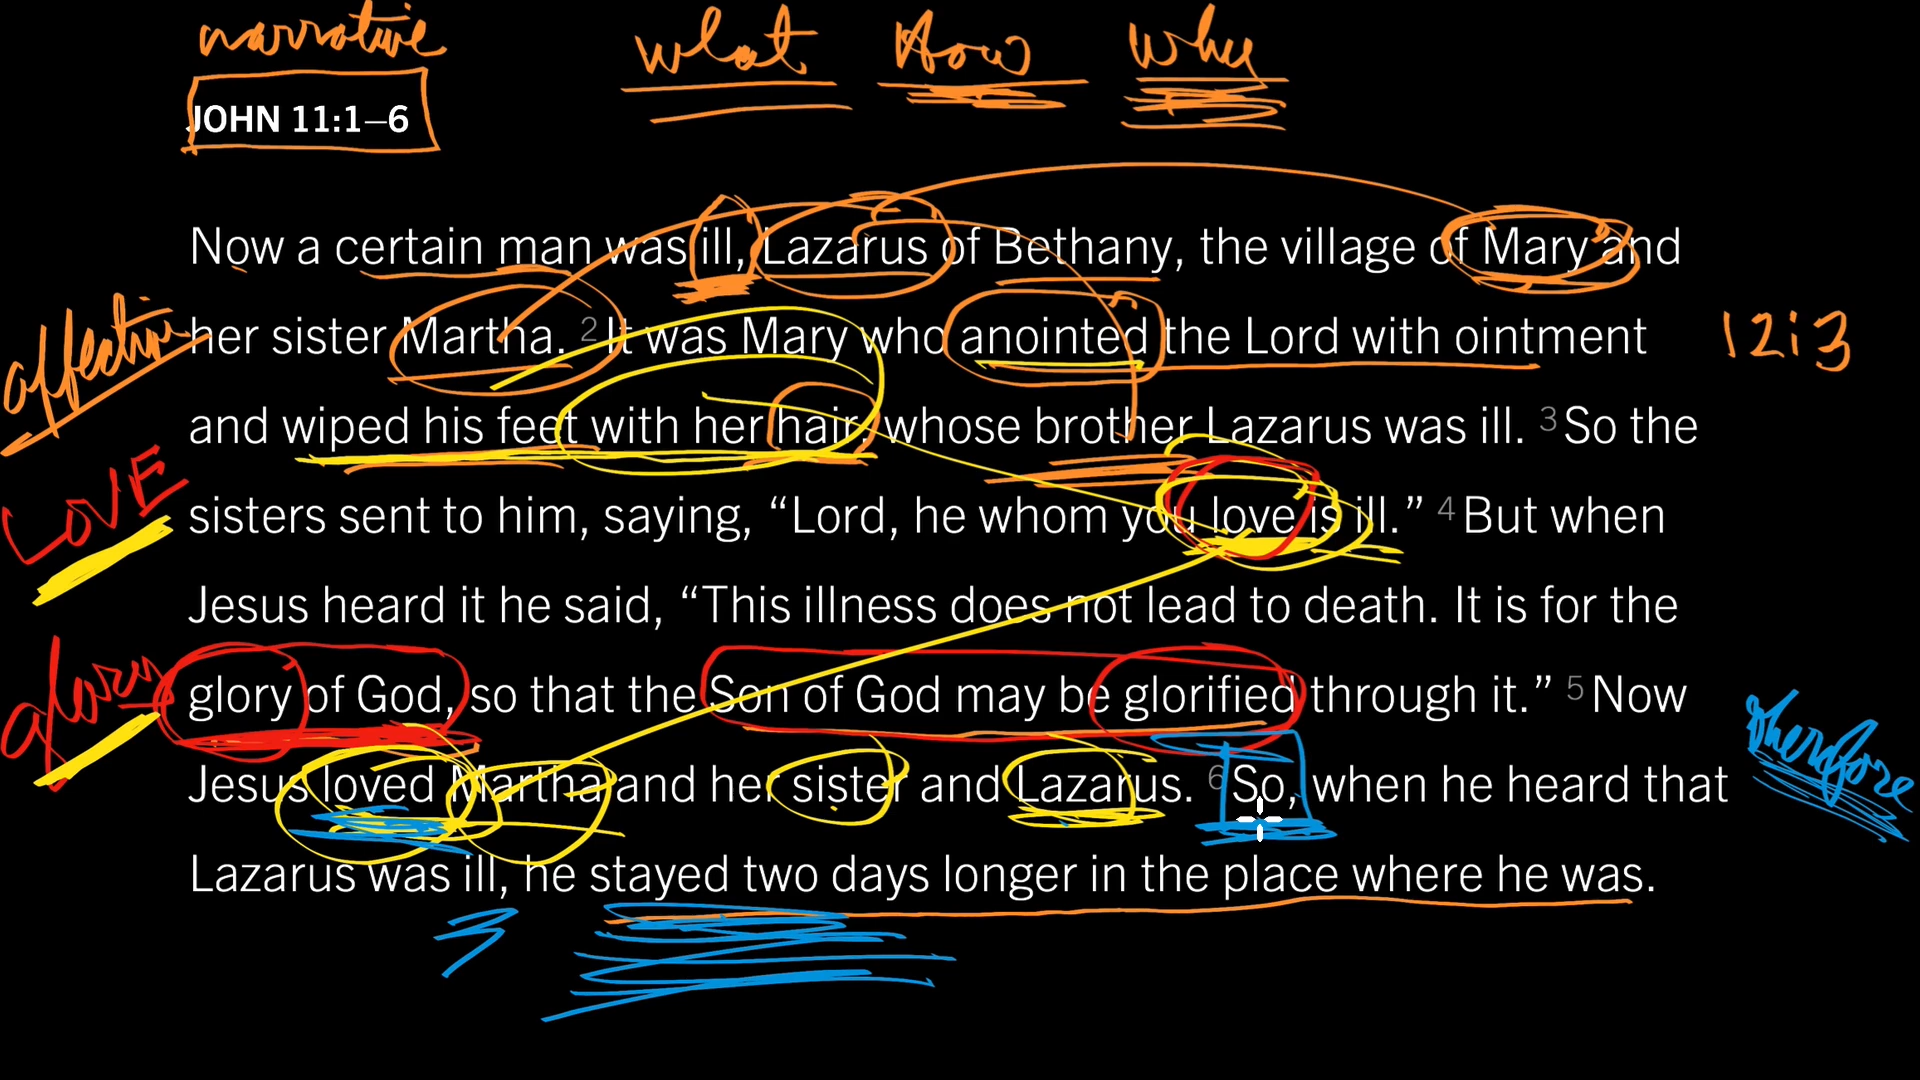 narrative what How why
JOHN 11:1–6
Now a certain man was ill, Lazarus of Bethany, the village of Mary and
her sister Martha. 2 It was Mary who anointed the Lord with ointment
12:3
affection
and wiped his feet with her hair, whose brother Lazarus was ill. 3 So the
LOVE
sisters sent to him, saying, “Lord, he whom you love is ill.” 4 But when
Jesus heard it he said, “This illness does not lead to death. It is for the
glory
glory of God, so that the Son of God may be glorified through it.” 5 Now
therefore
Jesus loved Martha and her sister and Lazarus. 6 So, when he heard that
Lazarus was ill, he stayed two days longer in the place where he was.